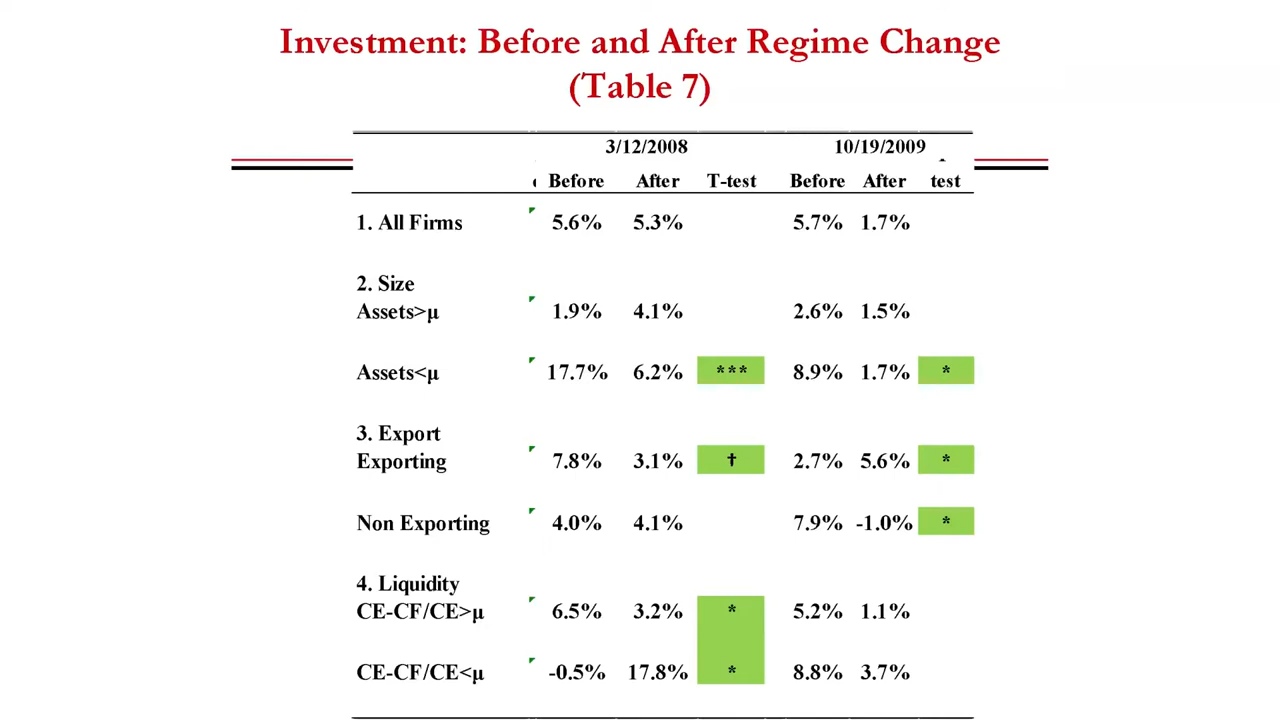 Investment: Before and After Regime Change
(Table 7)
3/12/2008 10/19/2009
Before After T-test Before After test
1. All Firms 5.6% 5.3% 5.7% 1.7%
2. Size
Assets>μ 1.9% 4.1% 2.6% 1.5%
Assets<μ 17.7% 6.2% *** 8.9% 1.7% *
3. Export
Exporting 7.8% 3.1% † 2.7% 5.6% *
Non Exporting 4.0% 4.1% 7.9% -1.0% *
4. Liquidity
CE-CF/CE>μ 6.5% 3.2% * 5.2% 1.1%
CE-CF/CE<μ -0.5% 17.8% * 8.8% 3.7%